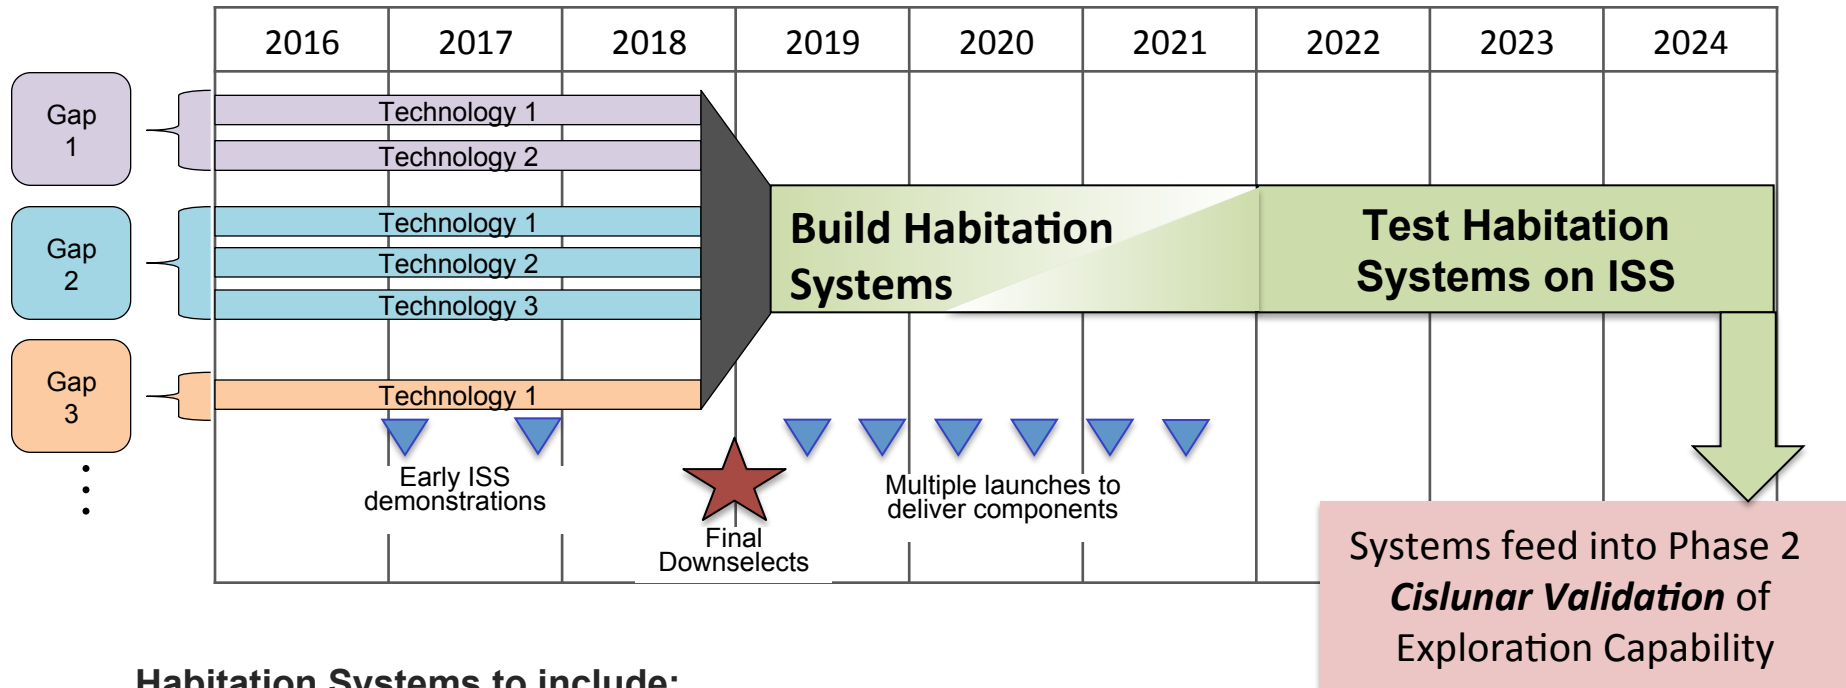 2016 2017 2018 2019 2020 2021 2022 2023 2024
Gap
1
Technology 1
Technology 2
Gap
2
Technology 1
Technology 2
Technology 3
Gap
3
Technology 1
Build Habitation
Systems
Test Habitation
Systems on ISS
Early ISS
demonstrations
Final
Downselects
Multiple launches to
deliver components
Systems feed into Phase 2
Cislunar Validation of
Exploration Capability
Habitation Systems to include: